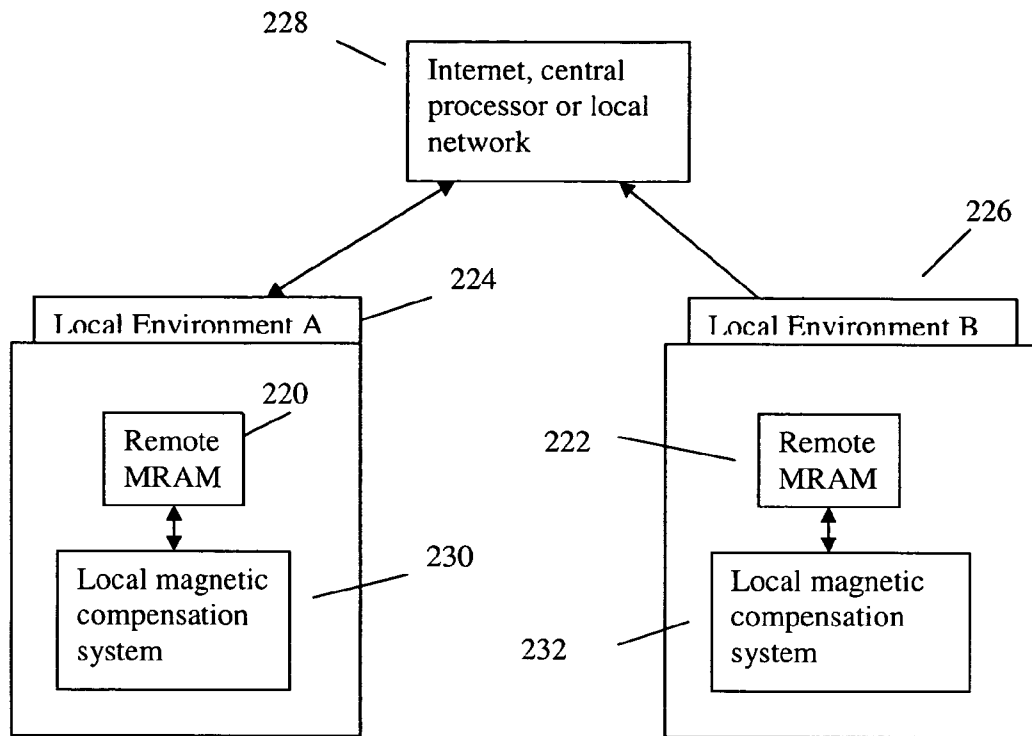 228
Internet, central
processor or local
network
226
224
Local Environment A
Local Environment B
220
Remote
MRAM
222
Remote
MRAM
230
Local magnetic
compensation
system
232
Local magnetic
compensation
system